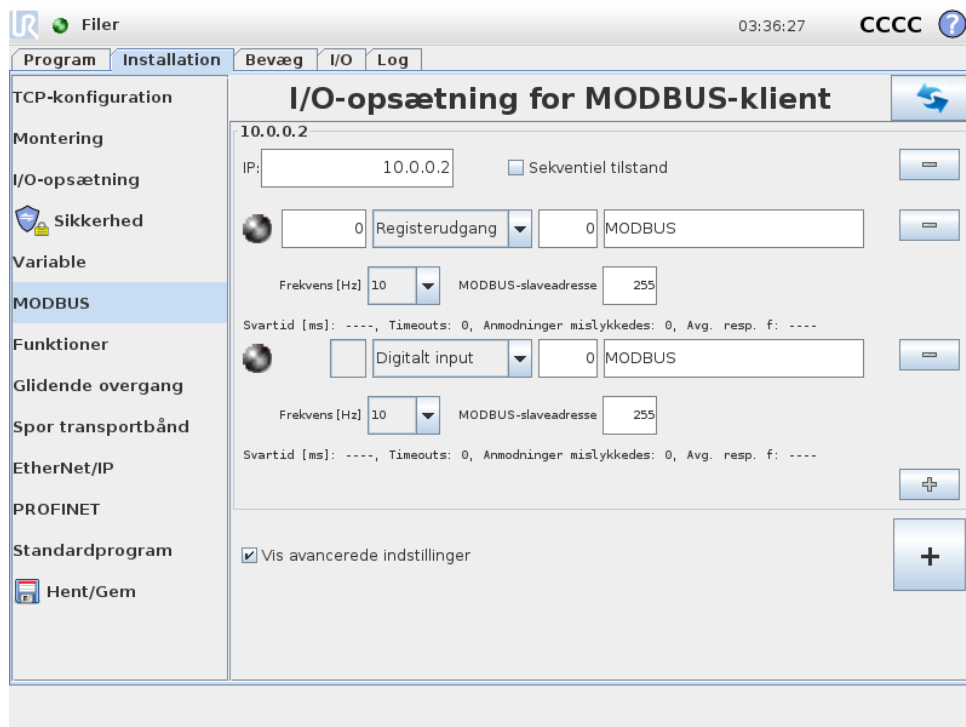 UR Filer 03:36:27 CCCC ?
Program Installation Bevæg I/O Log
TCP-konfiguration
Montering
I/O-opsætning
Sikkerhed
Variable
MODBUS
Funktioner
Glidende overgang
Spor transportbånd
EtherNet/IP
PROFINET
Standardprogram
Hent/Gem
I/O-opsætning for MODBUS-klient
10.0.0.2
IP: 10.0.0.2 Sekventiel tilstand
0 Registerudgang 0 MODBUS
Frekvens [Hz] 10 MODBUS-slaveadresse 255
Svartid [ms]: ----, Timeouts: 0, Anmodninger mislykkedes: 0, Avg. resp. f: ----
Digitalt input 0 MODBUS
Frekvens [Hz] 10 MODBUS-slaveadresse 255
Svartid [ms]: ----, Timeouts: 0, Anmodninger mislykkedes: 0, Avg. resp. f: ----
Vis avancerede indstillinger